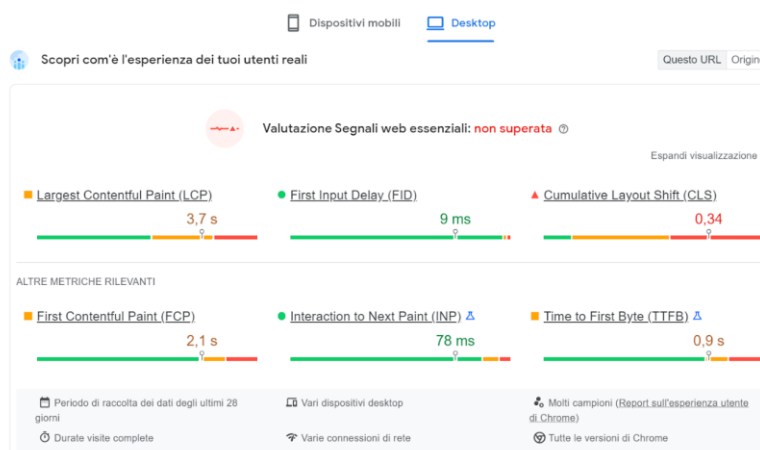 Dispositivi mobili
Desktop
Scopri com'è l'esperienza dei tuoi utenti reali
Questo URL
Origin
Valutazione Segnali web essenziali: non superata
Espandi visualizzazione
Largest Contentful Paint (LCP)
3,7 s
First Input Delay (FID)
9 ms
Cumulative Layout Shift (CLS)
0,34
ALTRE METRICHE RILEVANTI
First Contentful Paint (FCP)
2,1 s
Interaction to Next Paint (INP)
78 ms
Time to First Byte (TTFB)
0,9 s
Periodo di raccolta dei dati degli ultimi 28
giorni
Vari dispositivi desktop
Molti campioni (Report sull'esperienza utente
di Chrome)
Durate visite complete
Varie connessioni di rete
Tutte le versioni di Chrome